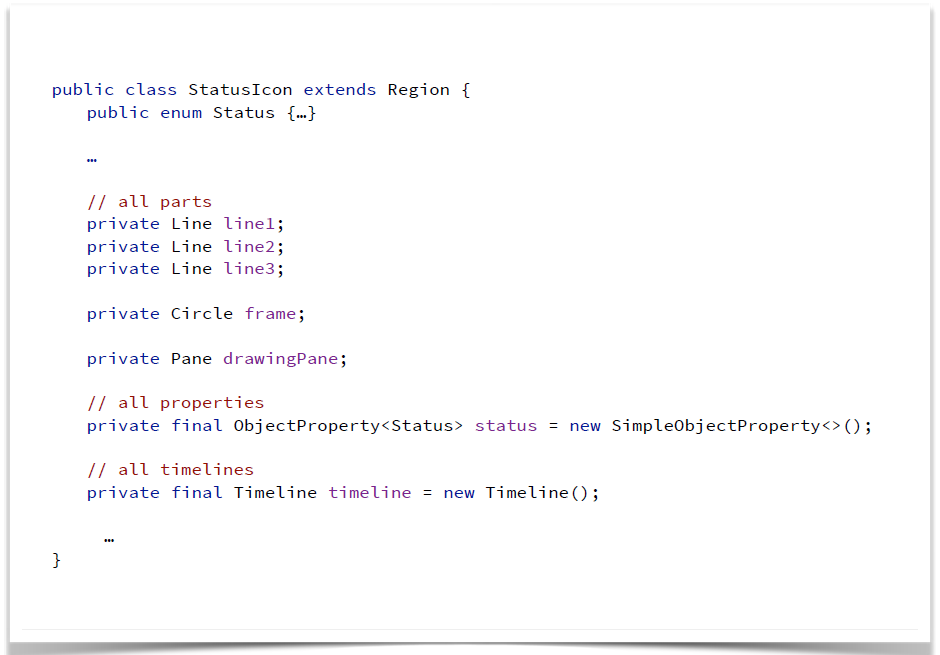 public class StatusIcon extends Region {
public enum Status {…}
…
// all parts
private Line line1;
private Line line2;
private Line line3;
private Circle frame;
private Pane drawingPane;
// all properties
private final ObjectProperty<Status> status = new SimpleObjectProperty<>();
// all timelines
private final Timeline timeline = new Timeline();
…
}